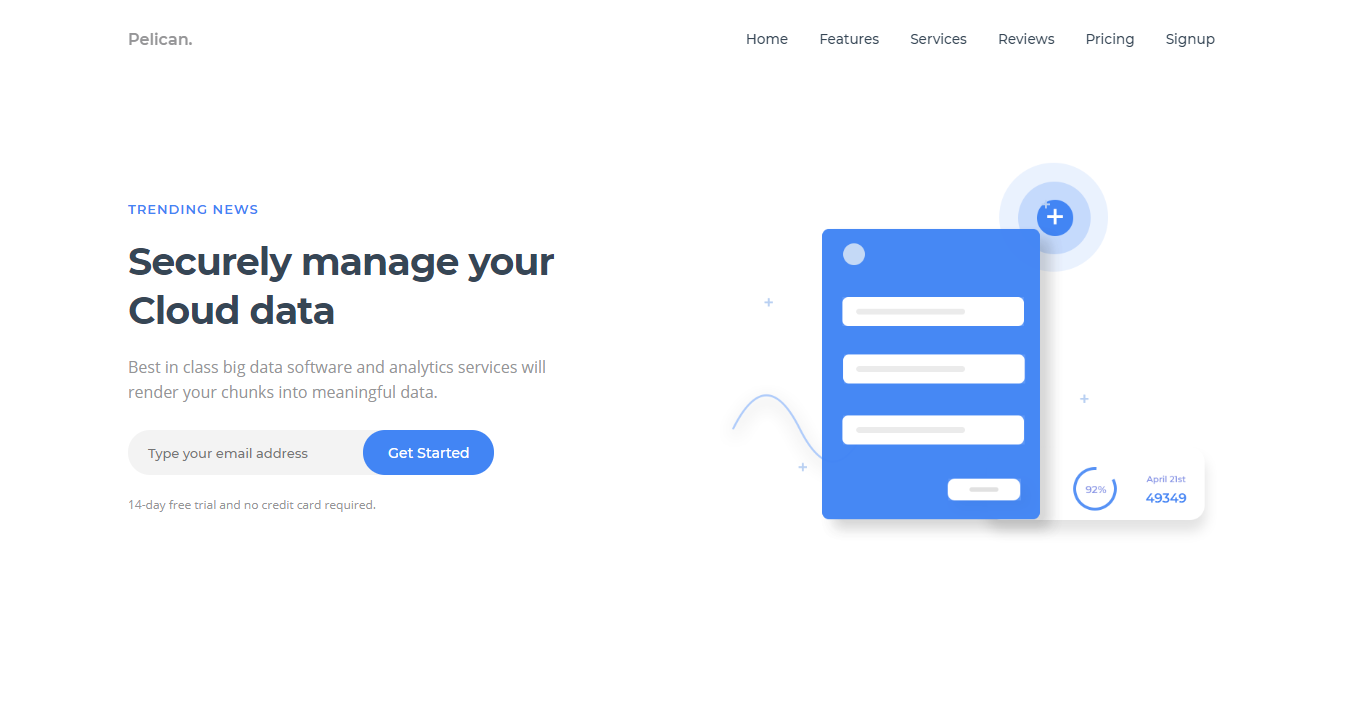 Pelican.
Home Features Services Reviews Pricing Signup
TRENDING NEWS
Securely manage your
Cloud data
Best in class big data software and analytics services will
render your chunks into meaningful data.
Type your email address
Get Started
14-day free trial and no credit card required.
92%
April 21st
49349